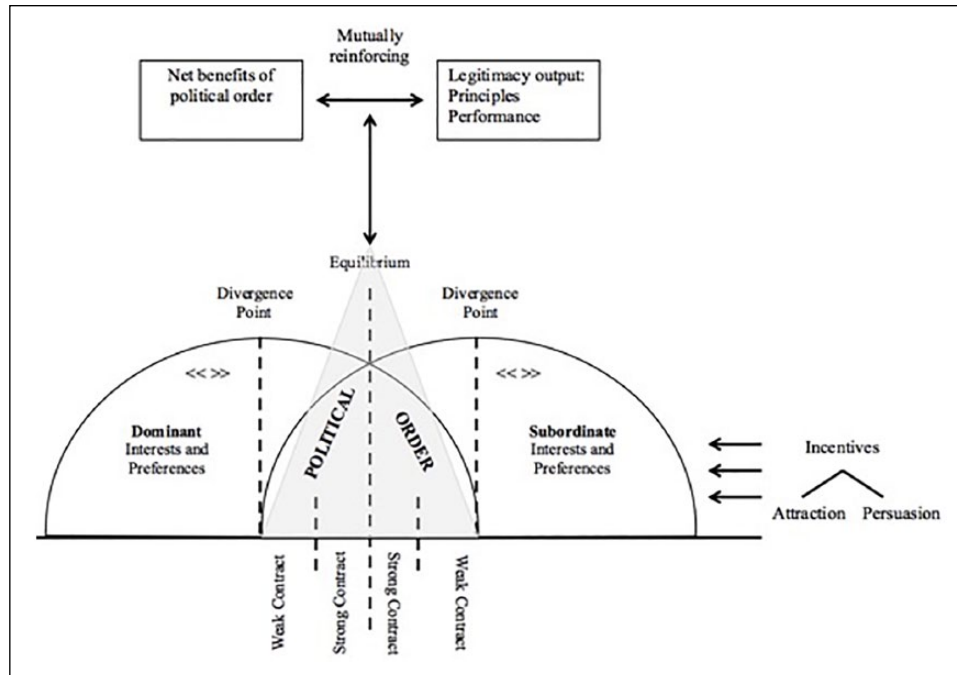 Mutually
reinforcing
Net benefits of
political order
Legitimacy output:
Principles
Performance
Equilibrium
Divergence
Point
Divergence
Point
<< >>
<< >>
Dominant
Interests and
Preferences
POLITICAL
ORDER
Subordinate
Interests and
Preferences
Incentives
Attraction
Persuasion
Weak Contract
Strong Contract
Strong Contract
Weak Contract